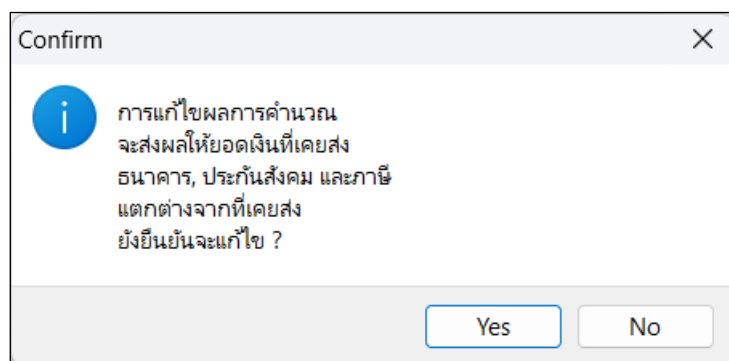 Confirm
การแก้ไขผลการคำนวณ
จะส่งผลให้ยอดเงินที่เคยส่ง
ธนาคาร, ประกันสังคม และภาษี
แตกต่างจากที่เคยส่ง
ยังยืนยันจะแก้ไข ?
Yes No